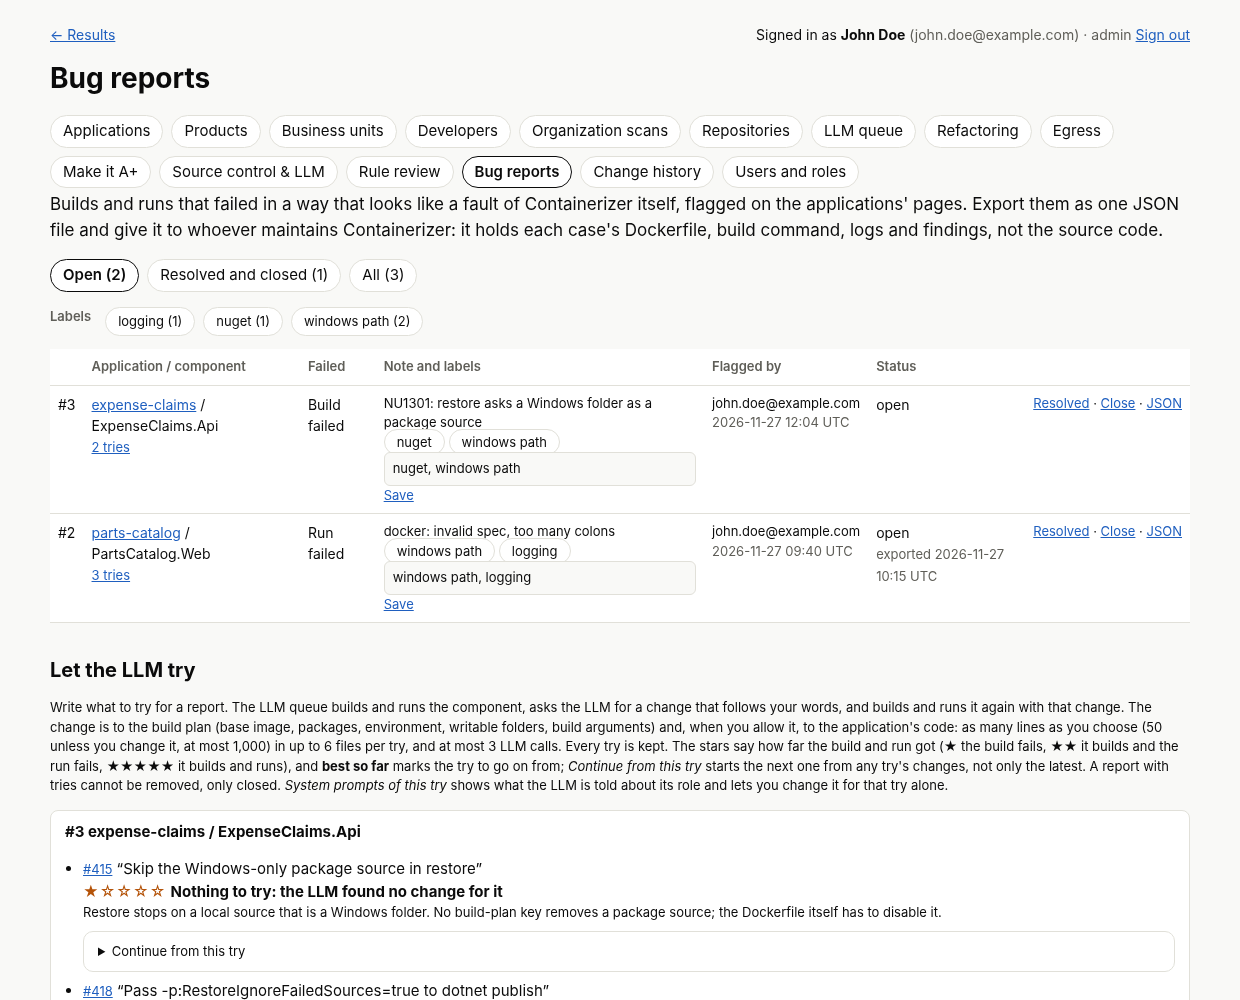 ← Results
Signed in as John Doe (john.doe@example.com) · admin Sign out
Bug reports
Applications Products Business units Developers Organization scans Repositories LLM queue Refactoring Egress
Make it A+ Source control & LLM Rule review Bug reports Change history Users and roles
Builds and runs that failed in a way that looks like a fault of Containerizer itself, flagged on the applications' pages. Export them as one JSON
file and give it to whoever maintains Containerizer: it holds each case's Dockerfile, build command, logs and findings, not the source code.
Open (2) Resolved and closed (1) All (3)
Labels logging (1) nuget (1) windows path (2)
Application / component Failed Note and labels Flagged by Status
#3 expense-claims / ExpenseClaims.Api
2 tries
Build failed
NU1301: restore asks a Windows folder as a
package source
nuget windows path
nuget, windows path
Save
john.doe@example.com
2026-11-27 12:04 UTC
open
Resolved · Close · JSON
#2 parts-catalog / PartsCatalog.Web
3 tries
Run failed
docker: invalid spec, too many colons
windows path logging
windows path, logging
Save
john.doe@example.com
2026-11-27 09:40 UTC
open
exported 2026-11-27
10:15 UTC
Resolved · Close · JSON
Let the LLM try
Write what to try for a report. The LLM queue builds and runs the component, asks the LLM for a change that follows your words, and builds and runs it again with that change. The
change is to the build plan (base image, packages, environment, writable folders, build arguments) and, when you allow it, to the application's code: as many lines as you choose (50
unless you change it, at most 1,000) in up to 6 files per try, and at most 3 LLM calls. Every try is kept. The stars say how far the build and run got (★ the build fails, ★★ it builds and the
run fails, ★★★★★ it builds and runs), and best so far marks the try to go on from; Continue from this try starts the next one from any try's changes, not only the latest. A report with
tries cannot be removed, only closed. System prompts of this try shows what the LLM is told about its role and lets you change it for that try alone.
#3 expense-claims / ExpenseClaims.Api
#415 “Skip the Windows-only package source in restore”
★☆☆☆☆ Nothing to try: the LLM found no change for it
Restore stops on a local source that is a Windows folder. No build-plan key removes a package source; the Dockerfile itself has to disable it.
▶ Continue from this try
#418 “Pass -p:RestoreIgnoreFailedSources=true to dotnet publish”